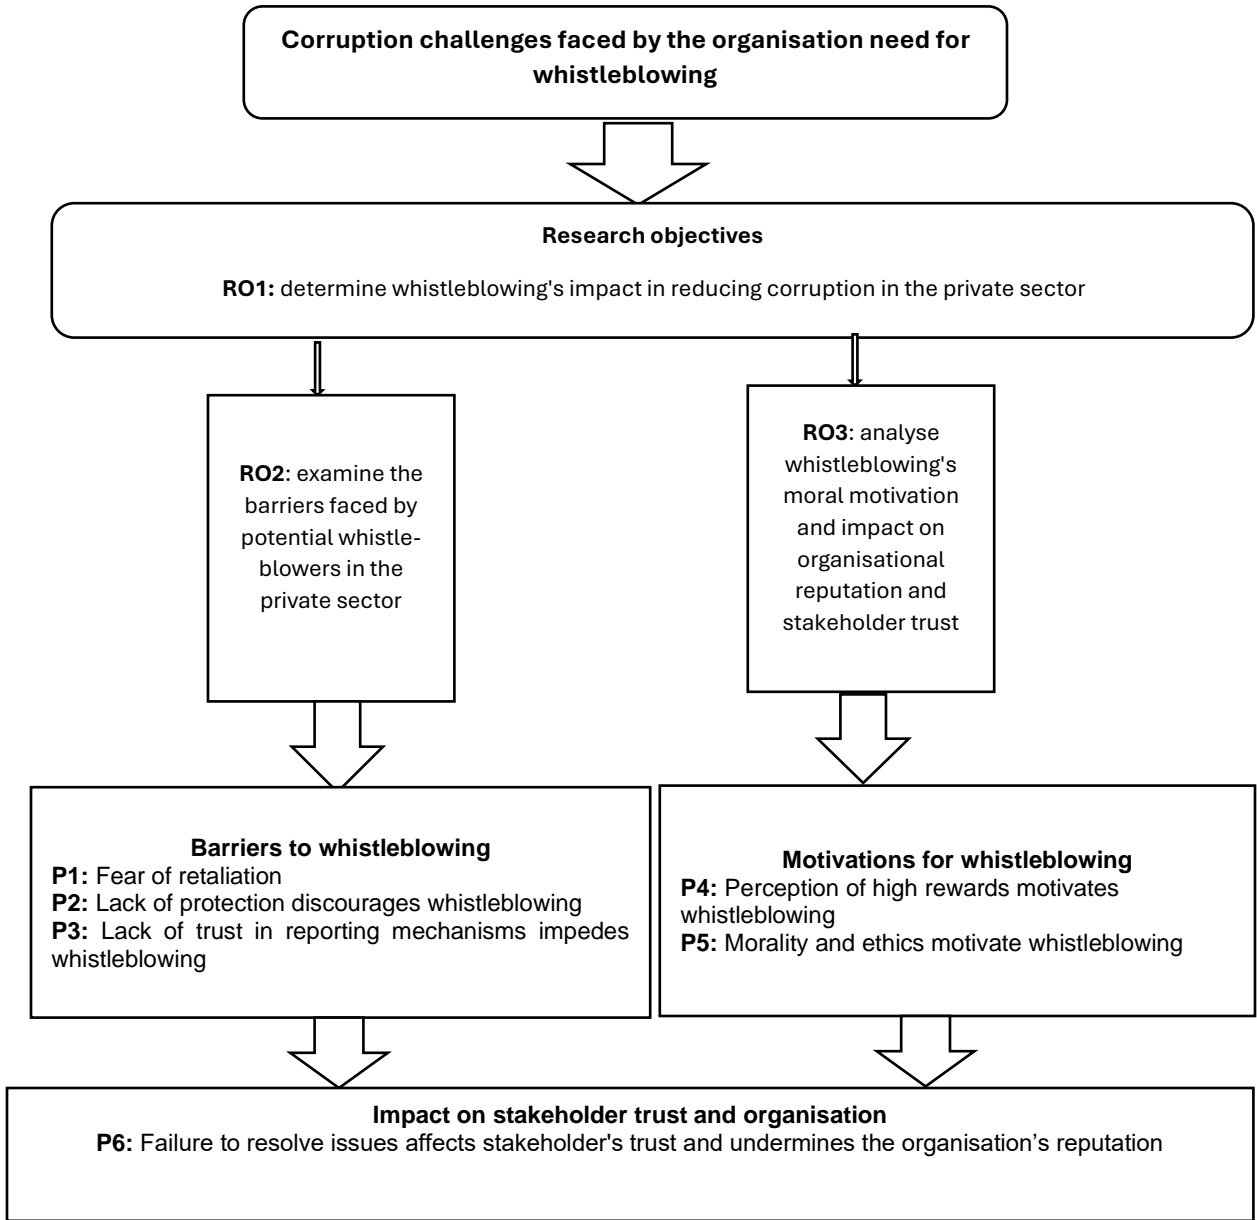 Corruption challenges faced by the organisation need for
whistleblowing
Research objectives
RO1: determine whistleblowing's impact in reducing corruption in the private sector
RO2: examine the
barriers faced by
potential whistle-
blowers in the
private sector
RO3: analyse
whistleblowing's
moral motivation
and impact on
organisational
reputation and
stakeholder trust
Barriers to whistleblowing
P1: Fear of retaliation
P2: Lack of protection discourages whistleblowing
P3: Lack of trust in reporting mechanisms impedes
whistleblowing
Motivations for whistleblowing
P4: Perception of high rewards motivates
whistleblowing
P5: Morality and ethics motivate whistleblowing
Impact on stakeholder trust and organisation
P6: Failure to resolve issues affects stakeholder's trust and undermines the organisation’s reputation